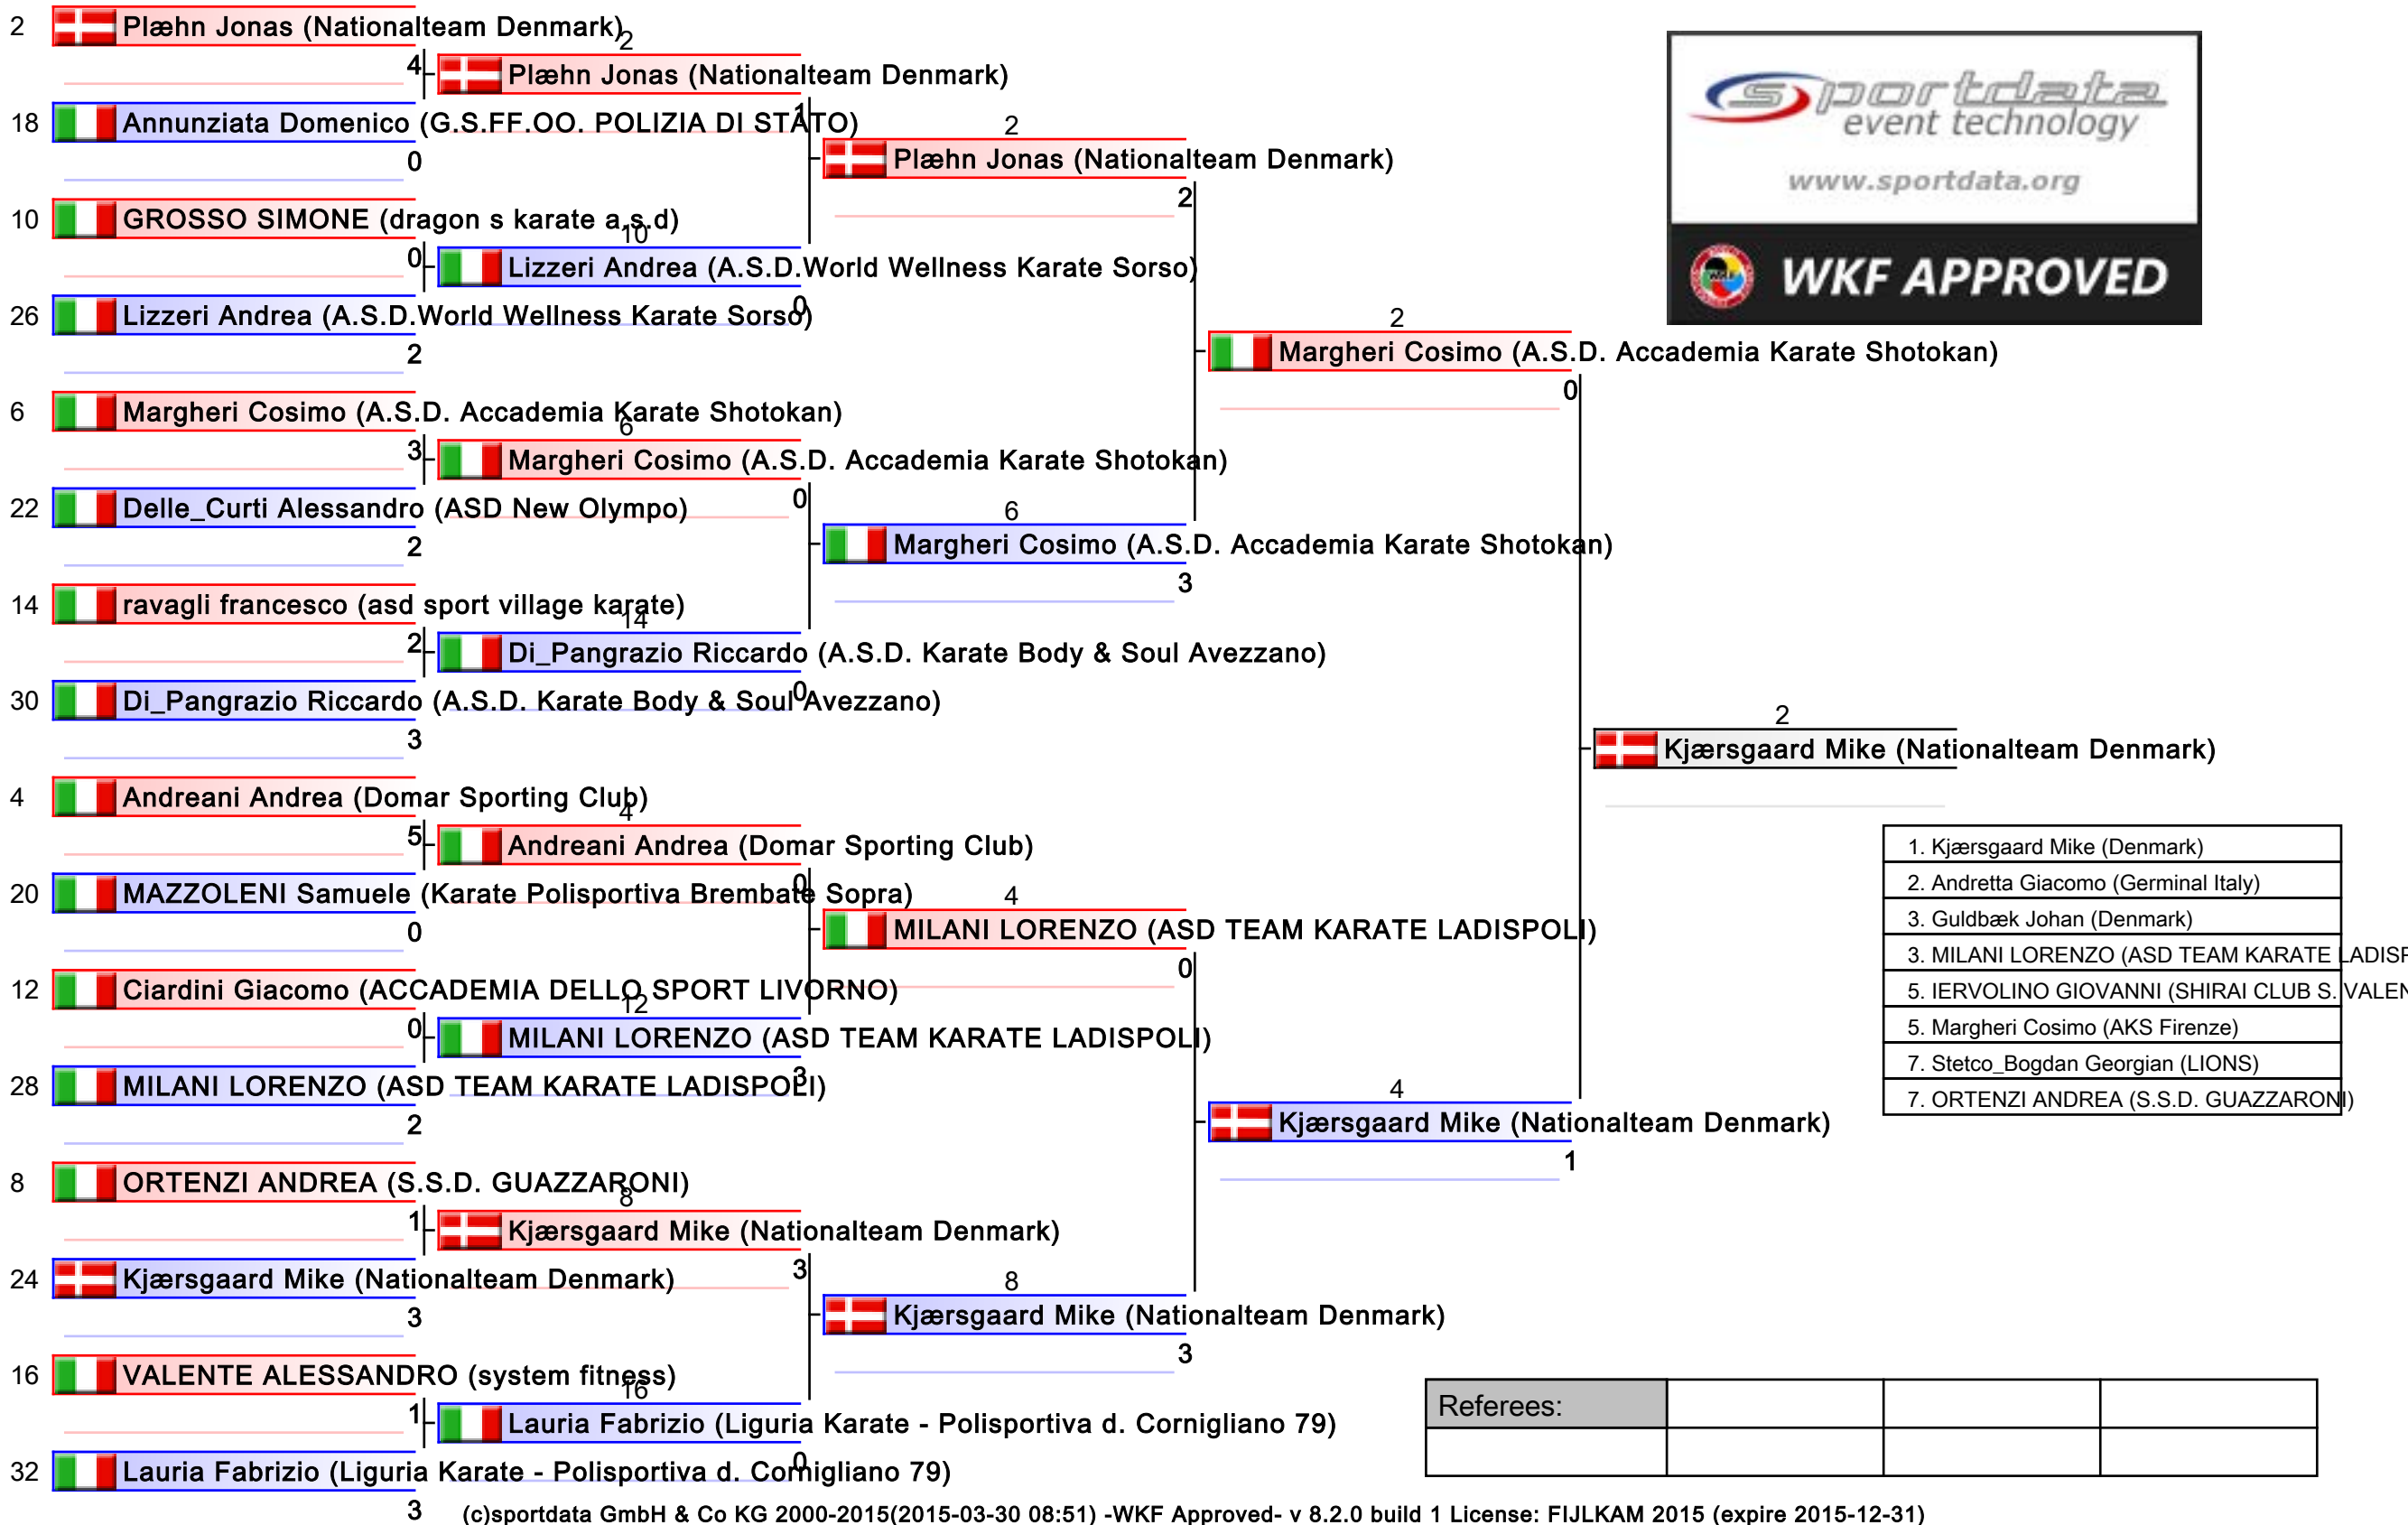 2 Plæhn Jonas (Nationalteam Denmark)
4
18 Annunziata Domenico (G.S.FF.OO. POLIZIA DI STATO)
0
10 GROSSO SIMONE (dragon s karate a.s.d)
0
26 Lizzeri Andrea (A.S.D.World Wellness Karate Sorso)
2
6 Margheri Cosimo (A.S.D. Accademia Karate Shotokan)
3
22 Delle_Curti Alessandro (ASD New Olympo)
2
14 ravagli francesco (asd sport village karate)
2
30 Di_Pangrazio Riccardo (A.S.D. Karate Body & Soul Avezzano)
3
4 Andreani Andrea (Domar Sporting Club)
5
20 MAZZOLENI Samuele (Karate Polisportiva Brembate Sopra)
0
12 Ciardini Giacomo (ACCADEMIA DELLO SPORT LIVORNO)
0
28 MILANI LORENZO (ASD TEAM KARATE LADISPOLI)
2
8 ORTENZI ANDREA (S.S.D. GUAZZARONI)
1
24 Kjærsgaard Mike (Nationalteam Denmark)
3
16 VALENTE ALESSANDRO (system fitness)
1
32 Lauria Fabrizio (Liguria Karate - Polisportiva d. Cornigliano 79)
3
2
Plæhn Jonas (Nationalteam Denmark)
1
10
Lizzeri Andrea (A.S.D.World Wellness Karate Sorso)
0
6
Margheri Cosimo (A.S.D. Accademia Karate Shotokan)
0
14
Di_Pangrazio Riccardo (A.S.D. Karate Body & Soul Avezzano)
0
4
Andreani Andrea (Domar Sporting Club)
0
12
MILANI LORENZO (ASD TEAM KARATE LADISPOLI)
3
8
Kjærsgaard Mike (Nationalteam Denmark)
3
16
Lauria Fabrizio (Liguria Karate - Polisportiva d. Cornigliano 79)
0
2
Plæhn Jonas (Nationalteam Denmark)
2
6
Margheri Cosimo (A.S.D. Accademia Karate Shotokan)
3
4
MILANI LORENZO (ASD TEAM KARATE LADISPOLI)
0
8
Kjærsgaard Mike (Nationalteam Denmark)
3
2
Margheri Cosimo (A.S.D. Accademia Karate Shotokan)
0
4
Kjærsgaard Mike (Nationalteam Denmark)
1
2
Kjærsgaard Mike (Nationalteam Denmark)
sportdata
event technology
www.sportdata.org
WKF APPROVED
1. Kjærsgaard Mike (Denmark)
2. Andretta Giacomo (Germinal Italy)
3. Guldbæk Johan (Denmark)
3. MILANI LORENZO (ASD TEAM KARATE LADISP
5. IERVOLINO GIOVANNI (SHIRAI CLUB S. VALEN
5. Margheri Cosimo (AKS Firenze)
7. Stetco_Bogdan Georgian (LIONS)
7. ORTENZI ANDREA (S.S.D. GUAZZARONI)
Referees:
(c)sportdata GmbH & Co KG 2000-2015(2015-03-30 08:51) -WKF Approved- v 8.2.0 build 1 License: FIJLKAM 2015 (expire 2015-12-31)